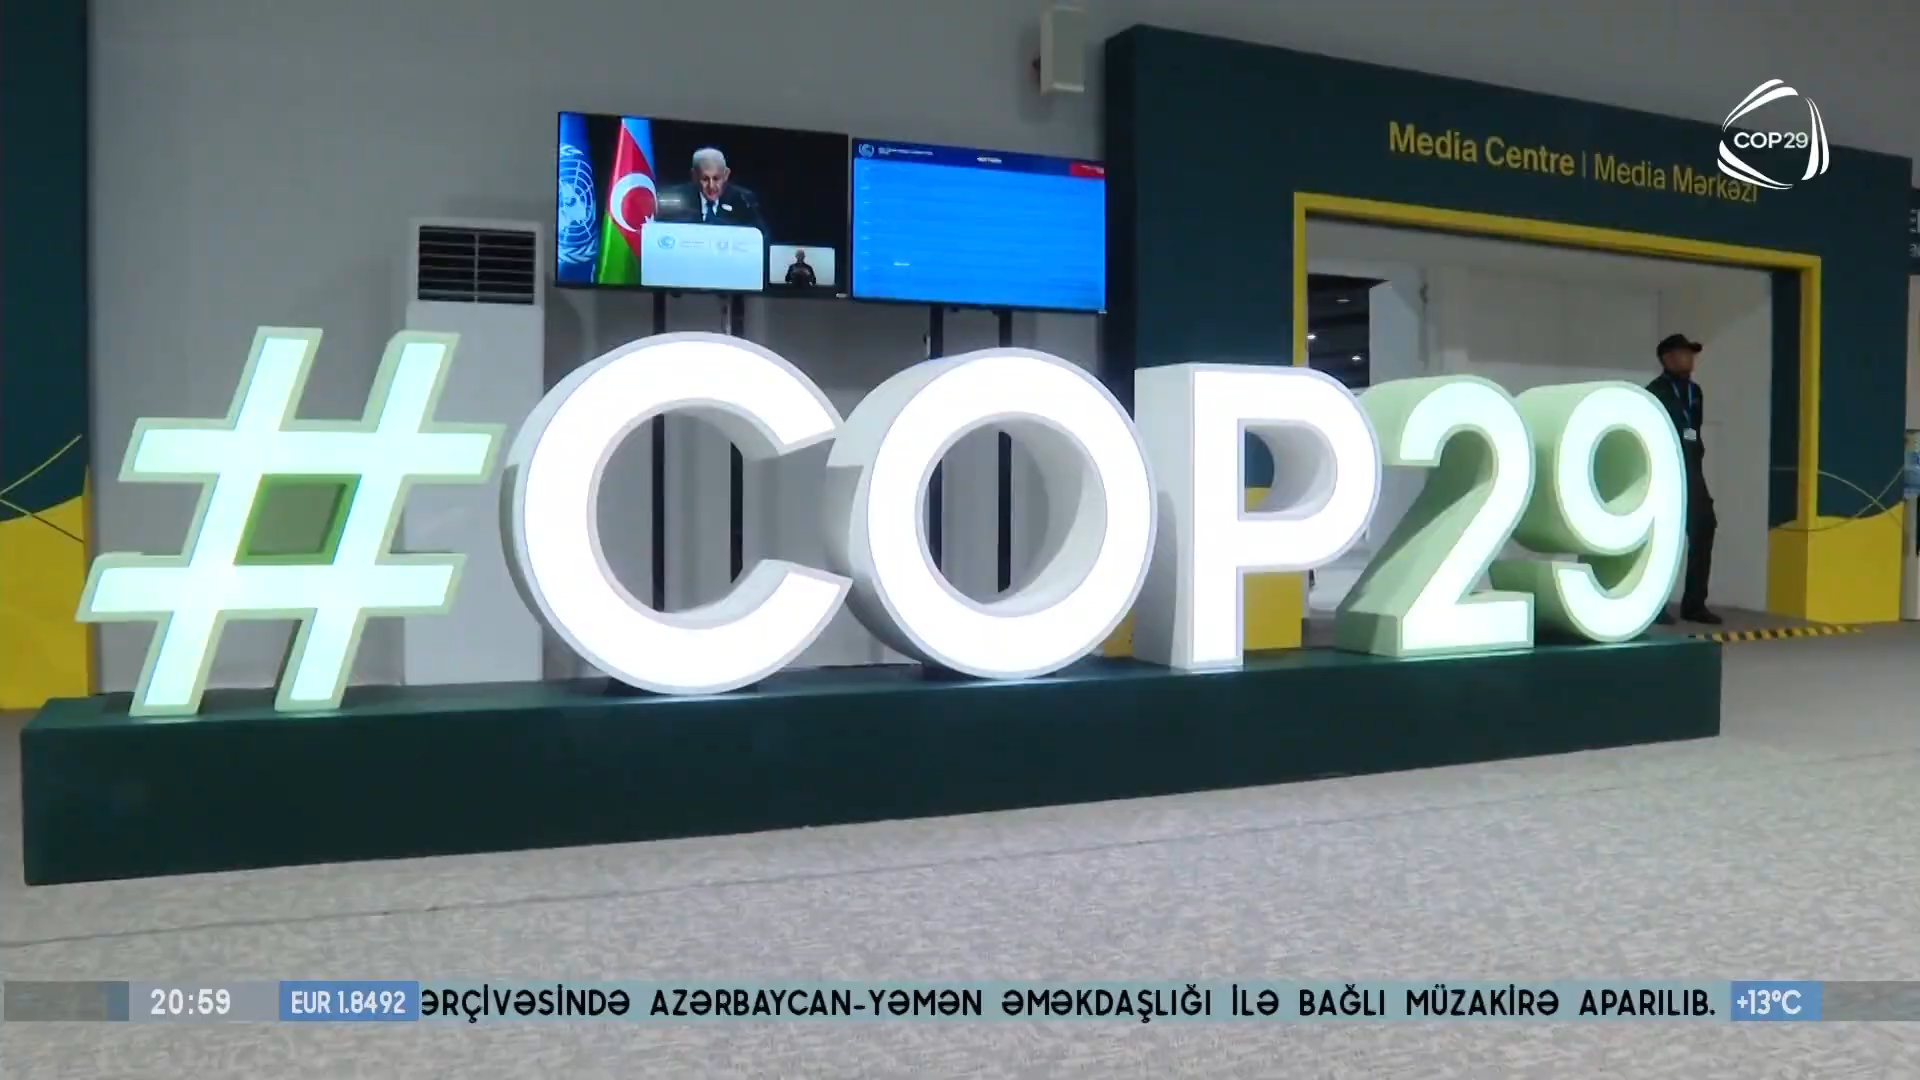 COP29
Media Centre | Media Mərkəzi
#COP29
20:59
EUR 1.8492
ƏRÇİVƏSİNDƏ AZƏRBAYCAN-YƏMƏN ƏMƏKDAŞLIĞI İLƏ BAĞLI MÜZAKİRƏ APARILIB.
+13°C